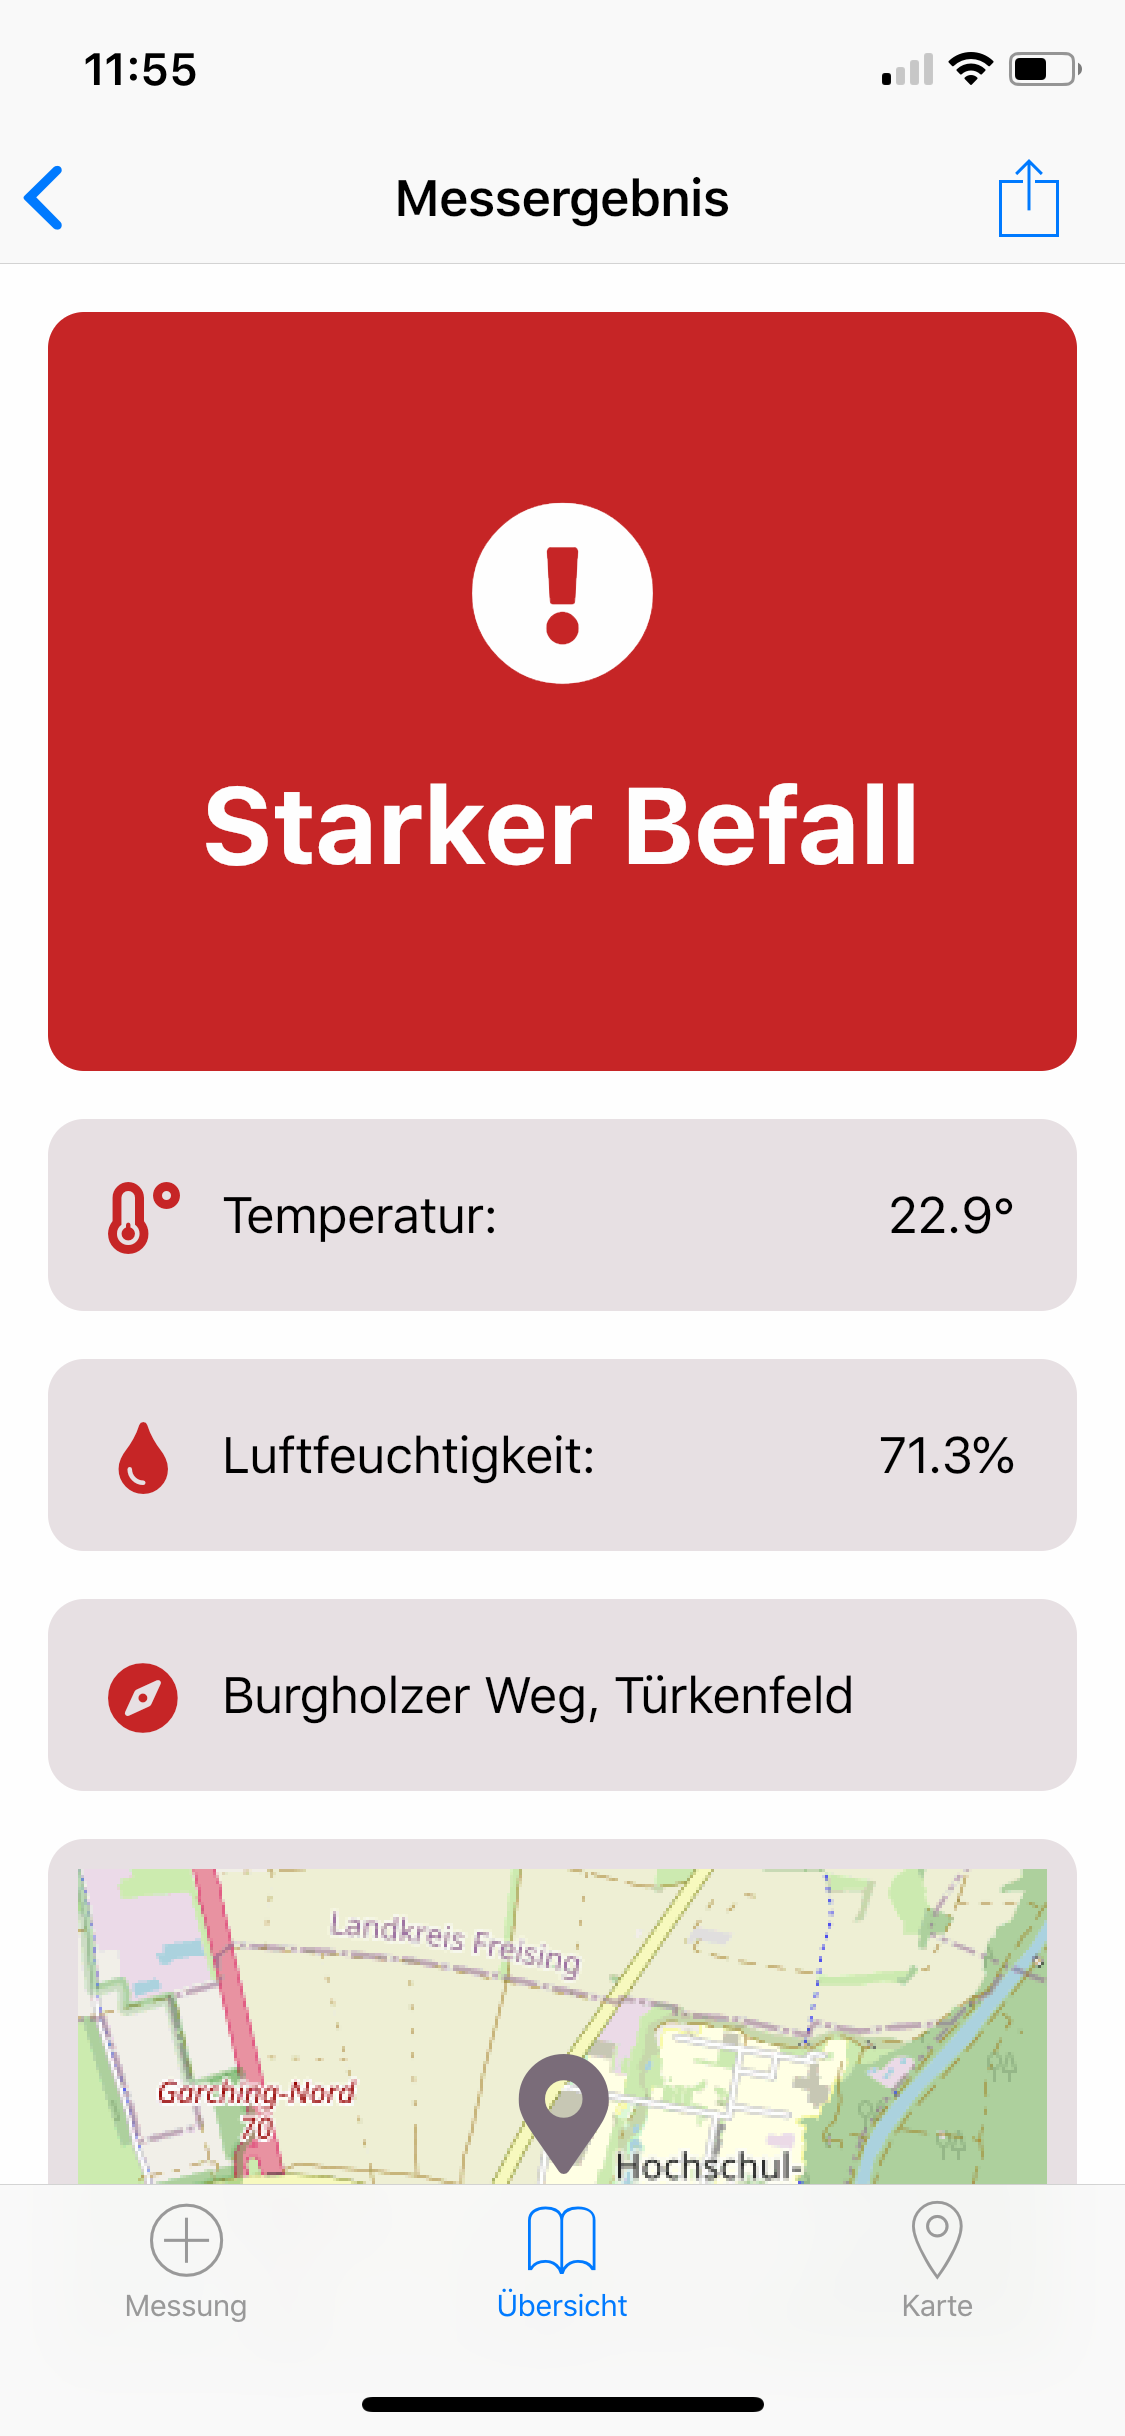 11:55
Messergebnis
Starker Befall
Temperatur: 22.9°
Luftfeuchtigkeit: 71.3%
Burgholzer Weg, Türkenfeld
Landkreis Freising
Garching-Nord
70
Hochschul-
Messung
Übersicht
Karte